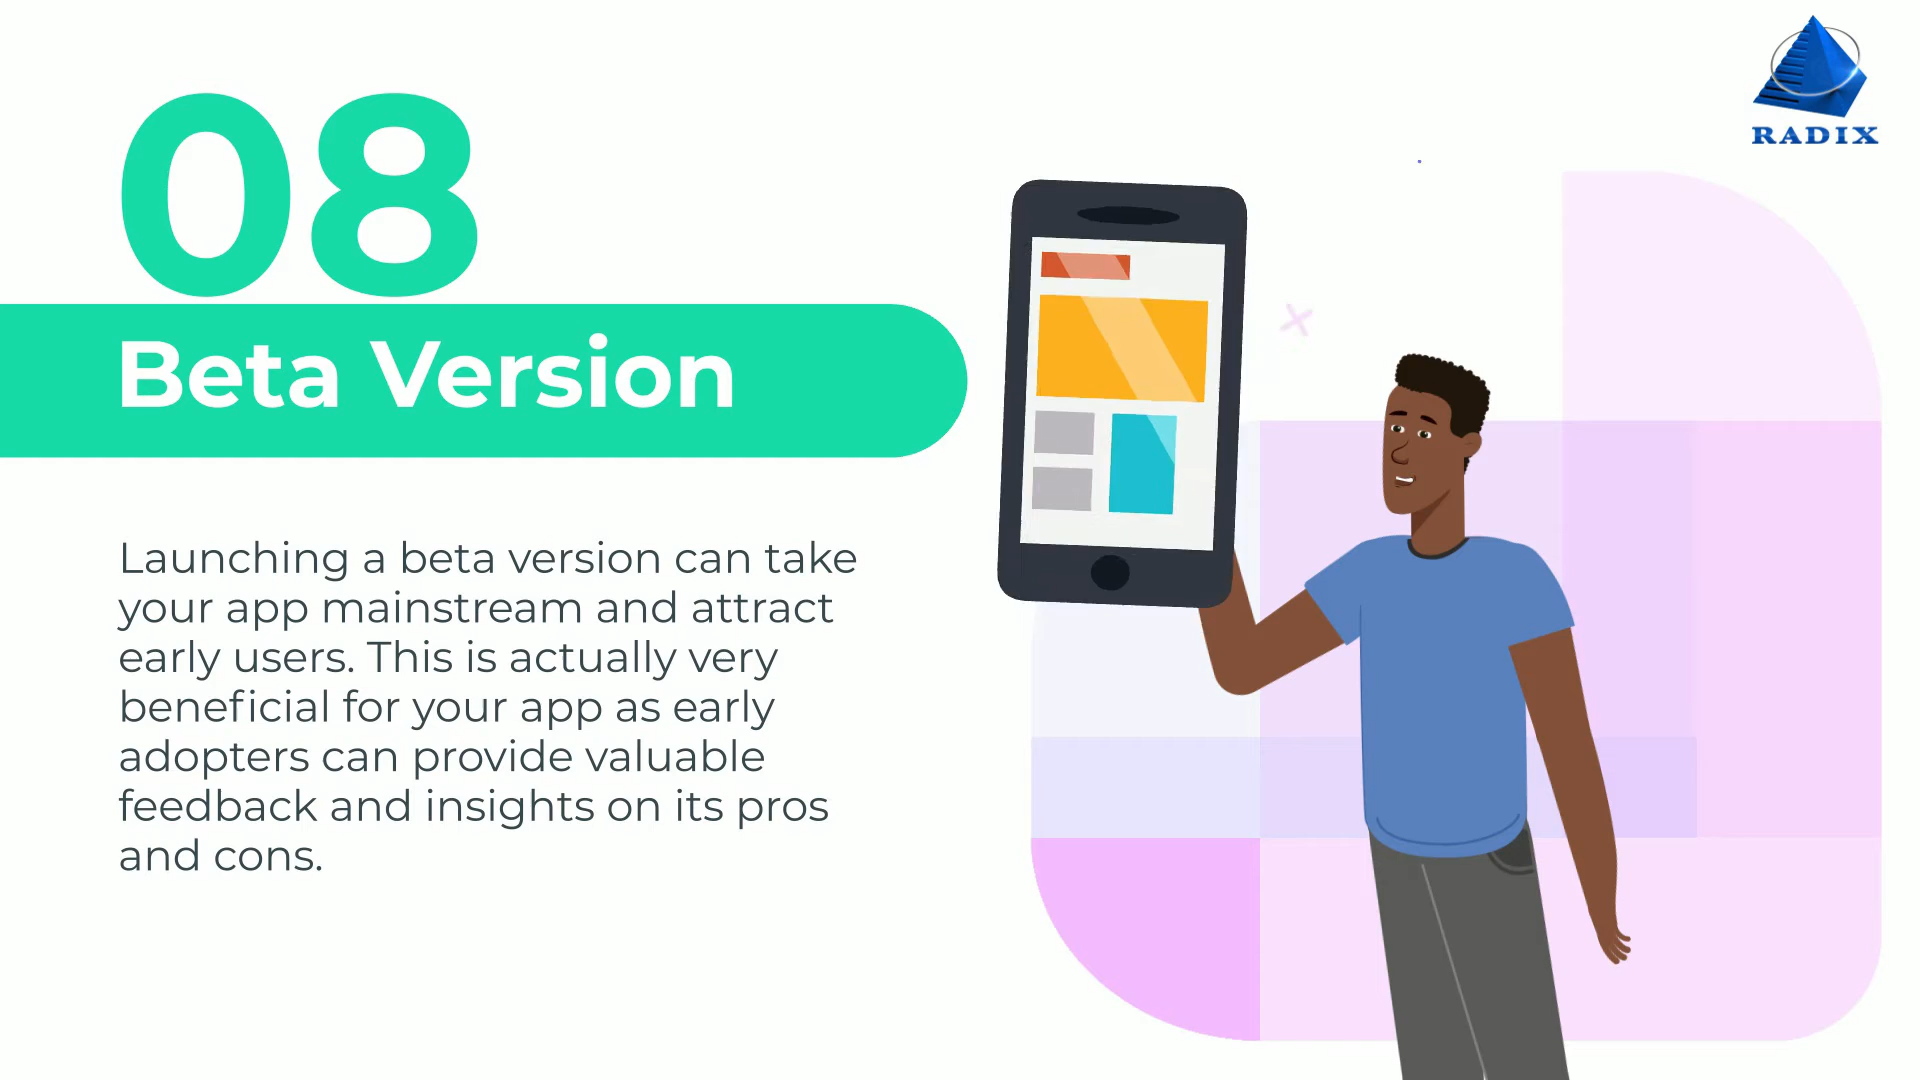 RADIX
08
Beta Version
Launching a beta version can take
your app mainstream and attract
early users. This is actually very
beneficial for your app as early
adopters can provide valuable
feedback and insights on its pros
and cons.